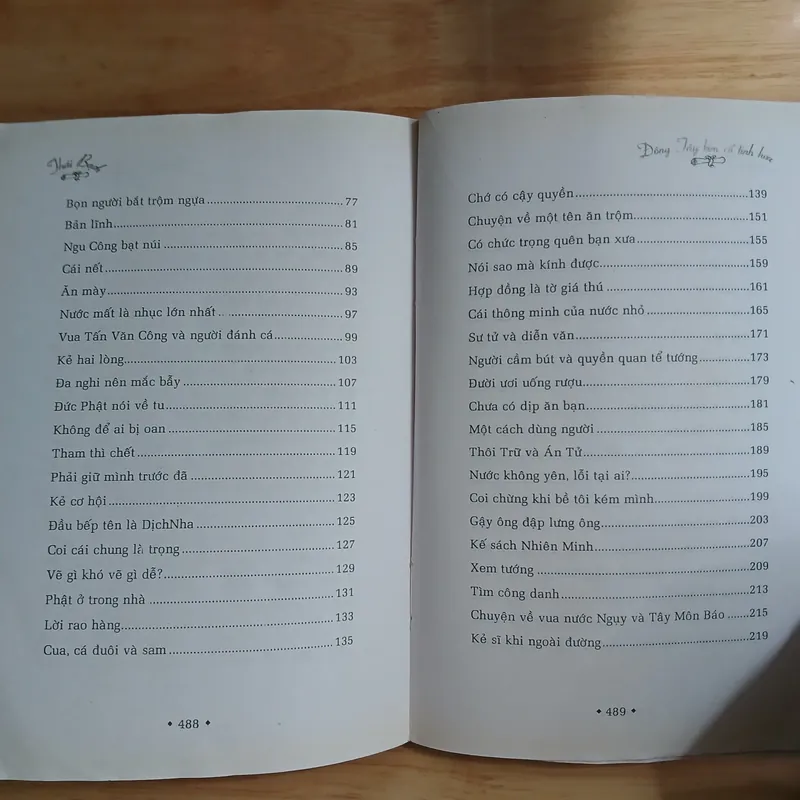 Bọn người bắt trộm ngựa 77
Bản lĩnh 81
Ngu Công bạt núi 85
Cái nết 89
Ăn mày 93
Nước mất là nhục lớn nhất 97
Vua Tấn Văn Công và người đánh cá 99
Kẻ hai lòng 103
Đa nghi nên mắc bẫy 107
Đức Phật nói về tu 111
Không để ai bị oan 115
Tham thì chết 119
Phải giữ mình trước đã 121
Kẻ cơ hội 123
Đầu bếp tên là DịchNha 125
Coi cái chung là trọng 127
Vẽ gì khó vẽ gì dễ? 129
Phật ở trong nhà 131
Lời rao hàng 133
Cua, cá đuôi và sam 135
488
Đông Tây
Chớ có cậy quyền 139
Chuyện về một tên ăn trộm 151
Có chức trọng quên bạn xưa 155
Nói sao mà kính được 159
Hợp đồng là tờ giá thú 161
Cái thông minh của nước nhỏ 165
Sư tử và diễn văn 171
Người cầm bút và quyền quan tể tướng 173
Đười ươi uống rượu 179
Chưa có dịp ăn bạn 181
Một cách dùng người 185
Thôi Trữ và Án Tử 189
Nước không yên, lỗi tại ai? 195
Coi chừng khi bề tôi kém mình 199
Gậy ông đập lưng ông 203
Kế sách Nhiên Minh 207
Xem tướng 209
Tìm công danh 213
Chuyện về vua nước Ngụy và Tây Môn Báo 215
Kẻ sĩ khi ngoài đường 219
489